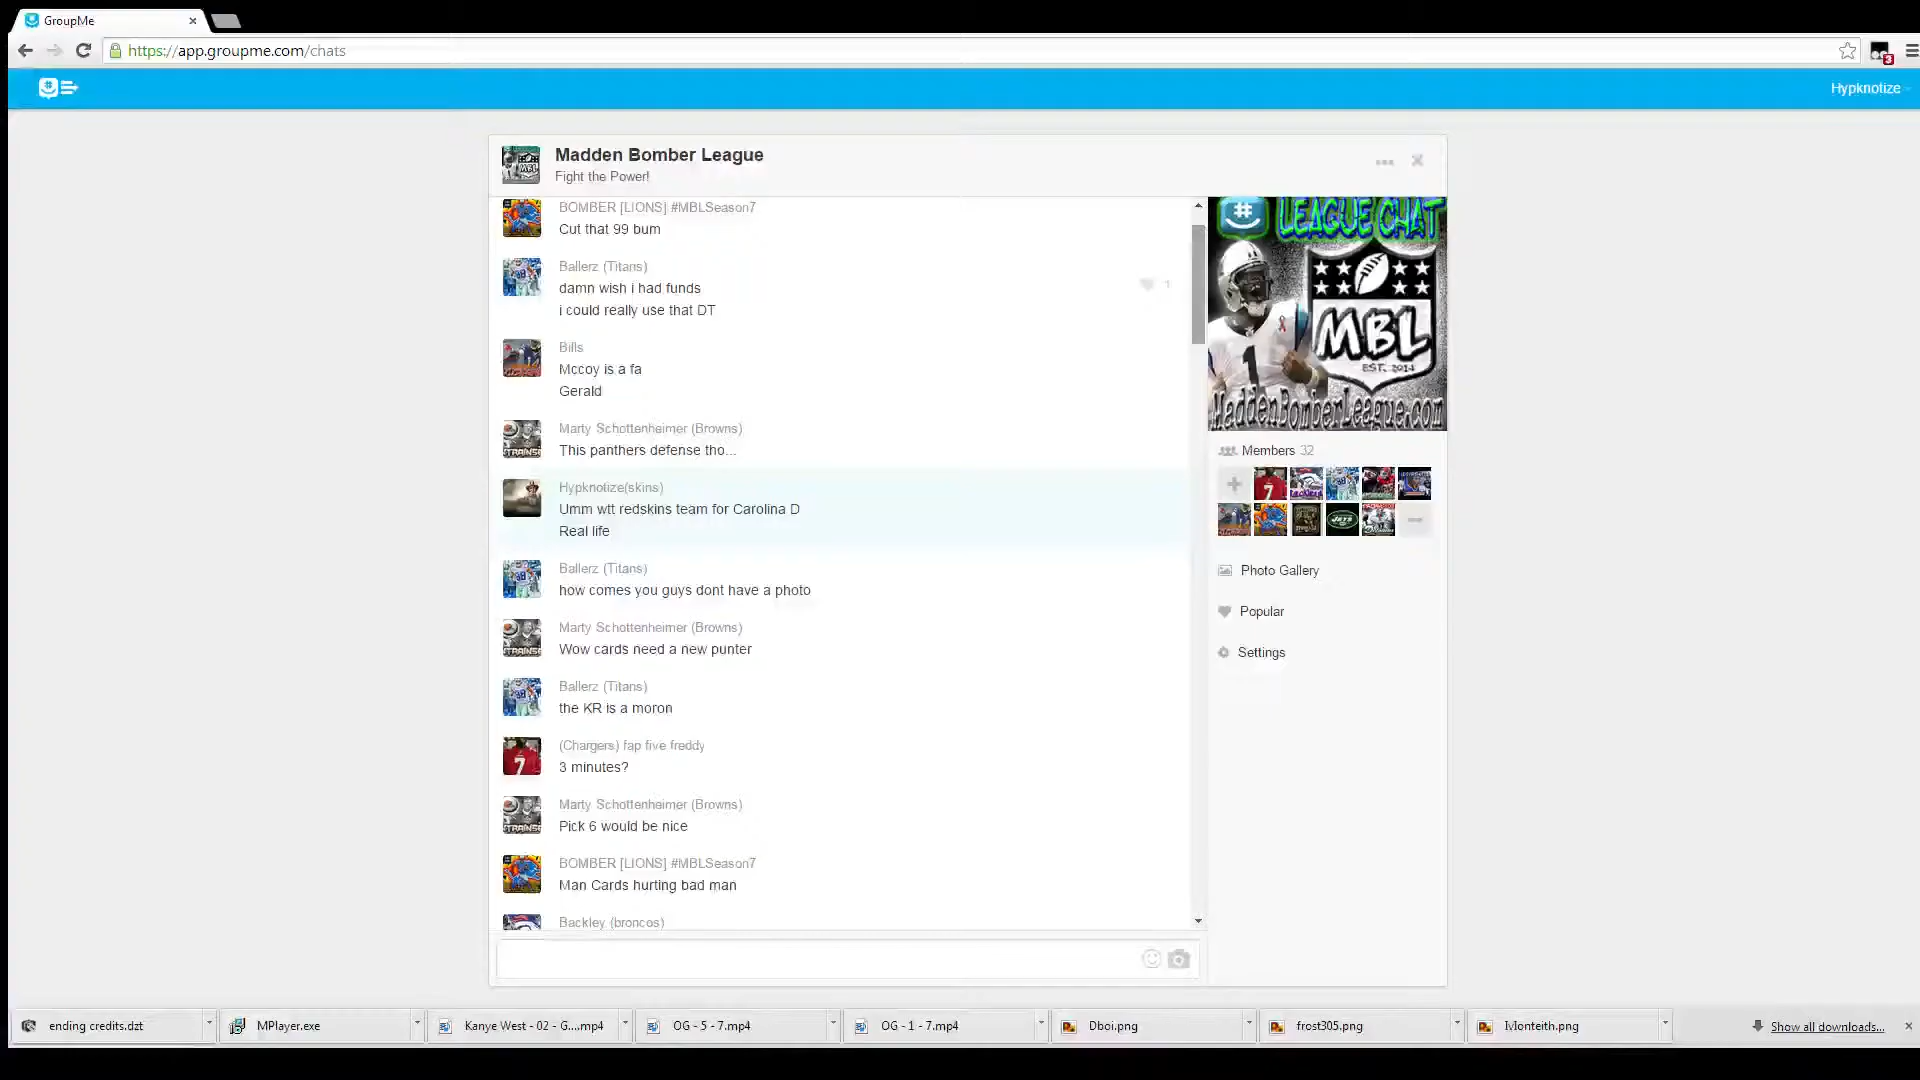 GroupMe
https://app.groupme.com/chats
3
Hypknotize
Madden Bomber League
Fight the Power!
BOMBER [LIONS] #MBLSeason7
Cut that 99 bum
Ballerz (Titans)
damn wish i had funds
1
i could really use that DT
Bills
Mccoy is a fa
Gerald
Marty Schottenheimer (Browns)
This panthers defense tho...
Hypknotize(skins)
Umm wtt redskins team for Carolina D
Real life
Ballerz (Titans)
how comes you guys dont have a photo
Marty Schottenheimer (Browns)
Wow cards need a new punter
Ballerz (Titans)
the KR is a moron
(Chargers) fap five freddy
3 minutes?
Marty Schottenheimer (Browns)
Pick 6 would be nice
BOMBER [LIONS] #MBLSeason7
Man Cards hurting bad man
Backley (broncos)
# LEAGUE CHAT
MBL
EST. 2014
1
MaddenBomberLeague.com
Members 32
Photo Gallery
Popular
Settings
ending credits.dzt
MPlayer.exe
Kanye West - 02 - G....mp4
OG - 5 - 7.mp4
OG - 1 - 7.mp4
Dboi.png
frost305.png
Monteith.png
Show all downloads...